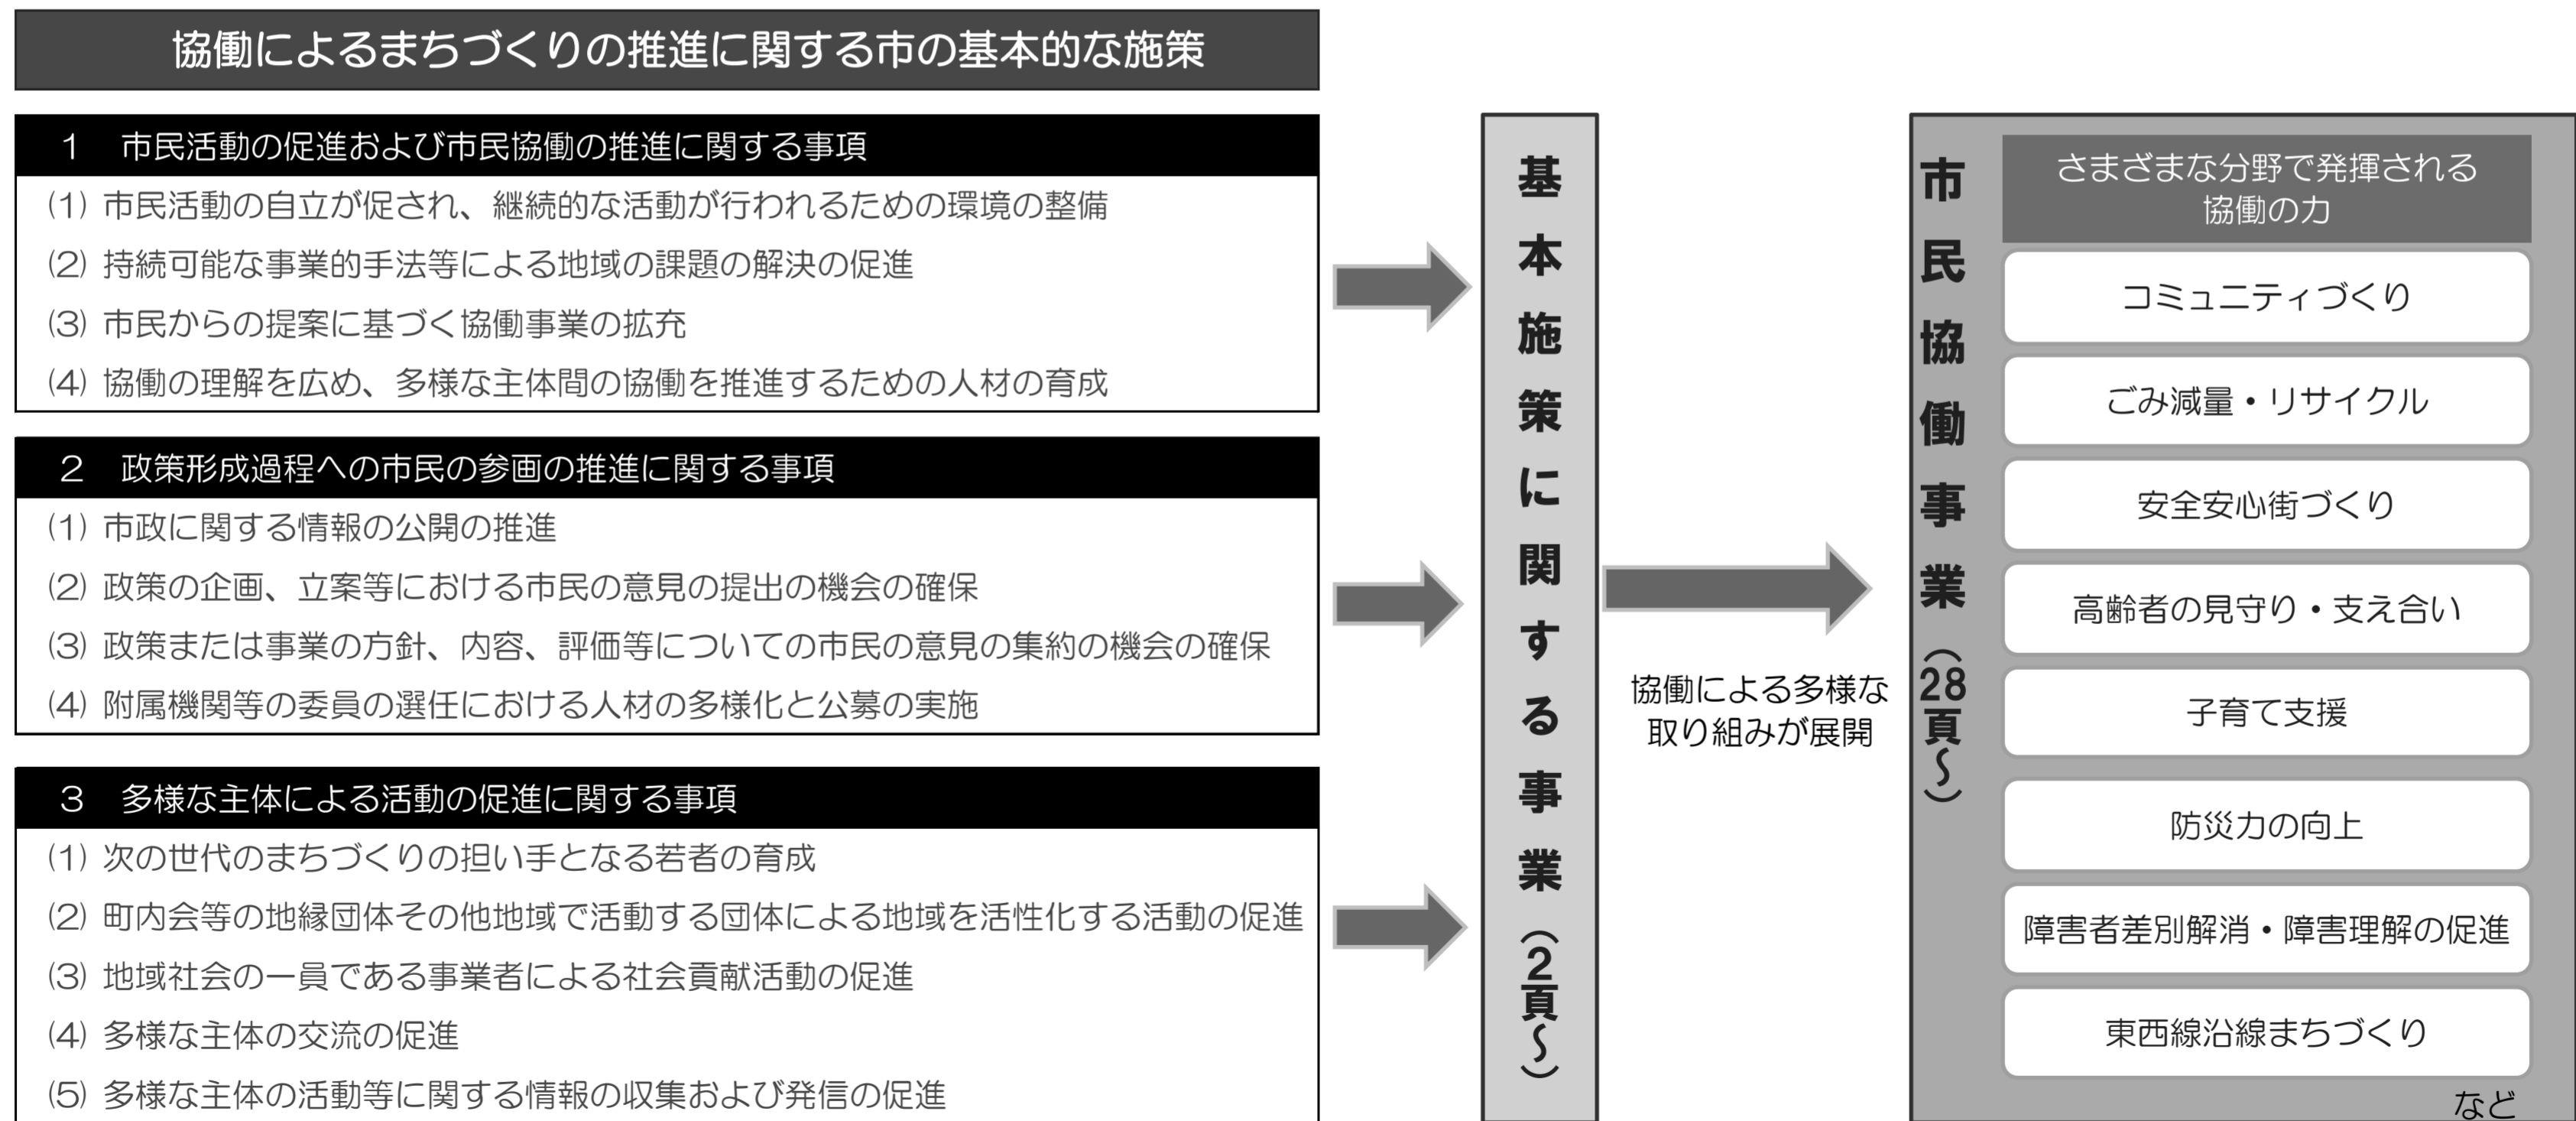 協働によるまちづくりの推進に関する市の基本的な施策
1 市民活動の促進および市民協働の推進に関する事項
(1) 市民活動の自立が促され、継続的な活動が行われるための環境の整備
(2) 持続可能な事業的手法等による地域の課題の解決の促進
(3) 市民からの提案に基づく協働事業の拡充
(4) 協働の理解を広め、多様な主体間の協働を推進するための人材の育成
2 政策形成過程への市民の参画の推進に関する事項
(1) 市政に関する情報の公開の推進
(2) 政策の企画、立案等における市民の意見の提出の機会の確保
(3) 政策または事業の方針、内容、評価等についての市民の意見の集約の機会の確保
(4) 附属機関等の委員の選任における人材の多様化と公募の実施
3 多様な主体による活動の促進に関する事項
(1) 次の世代のまちづくりの担い手となる若者の育成
(2) 町内会等の地縁団体その他地域で活動する団体による地域を活性化する活動の促進
(3) 地域社会の一員である事業者による社会貢献活動の促進
(4) 多様な主体の交流の促進
(5) 多様な主体の活動等に関する情報の収集および発信の促進
基本施策に関する事業(2頁~)
協働による多様な
取り組みが展開
市民協働事業(28頁~)
さまざまな分野で発揮される
協働の力
コミュニティづくり
ごみ減量・リサイクル
安全安心街づくり
高齢者の見守り・支え合い
子育て支援
防災力の向上
障害者差別解消・障害理解の促進
東西線沿線まちづくり
など